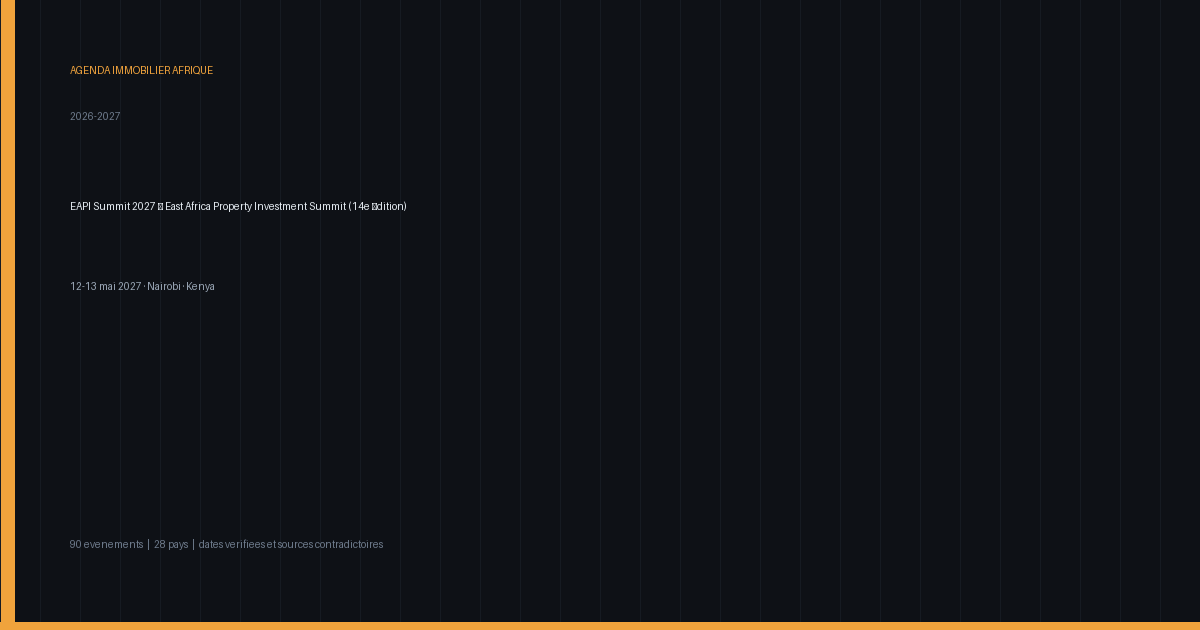 AGENDA IMMOBILIER AFRIQUE
2026-2027
EAPI Summit 2027 ☒ East Africa Property Investment Summit (14e ☒dition)
12-13 mai 2027 · Nairobi · Kenya
90 evenements | 28 pays | dates verifiees et sources contradictoires